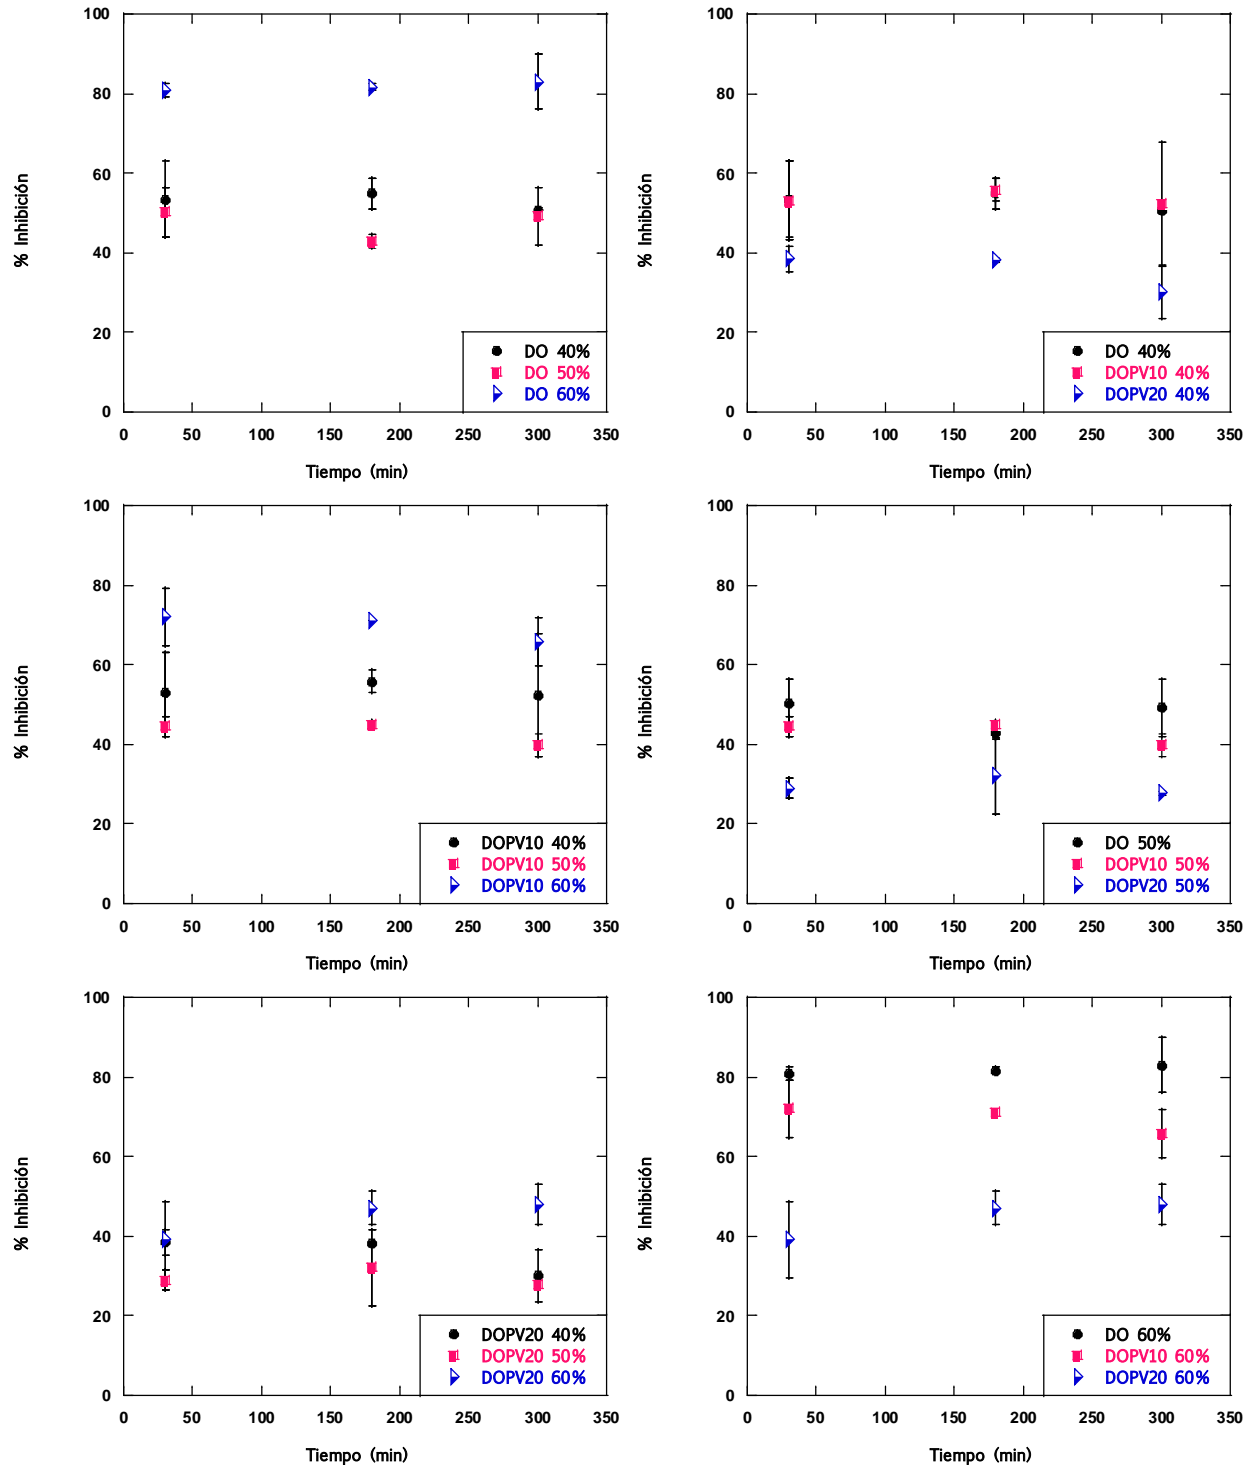 100
80
60
40
20
0
% Inhibición
DO 40%
DO 50%
DO 60%
0 50 100 150 200 250 300 350
Tiempo (min)
100
80
60
40
20
0
% Inhibición
DO 40%
DOPV10 40%
DOPV20 40%
0 50 100 150 200 250 300 350
Tiempo (min)
100
80
60
40
20
0
% Inhibición
DOPV10 40%
DOPV10 50%
DOPV10 60%
0 50 100 150 200 250 300 350
Tiempo (min)
100
80
60
40
20
0
% Inhibición
DO 50%
DOPV10 50%
DOPV20 50%
0 50 100 150 200 250 300 350
Tiempo (min)
100
80
60
40
20
0
% Inhibición
DOPV20 40%
DOPV20 50%
DOPV20 60%
0 50 100 150 200 250 300 350
Tiempo (min)
100
80
60
40
20
0
% Inhibición
DO 60%
DOPV10 60%
DOPV20 60%
0 50 100 150 200 250 300 350
Tiempo (min)